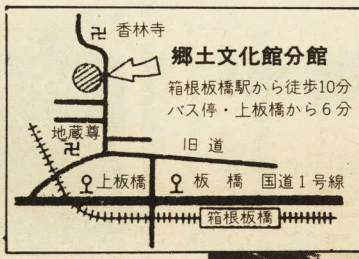 卍 香林寺
郷土文化館分館
箱根板橋駅から徒歩10分
バス停・上板橋から6分
地蔵尊
卍
旧道
上板橋
板橋
国道1号線
箱根板橋